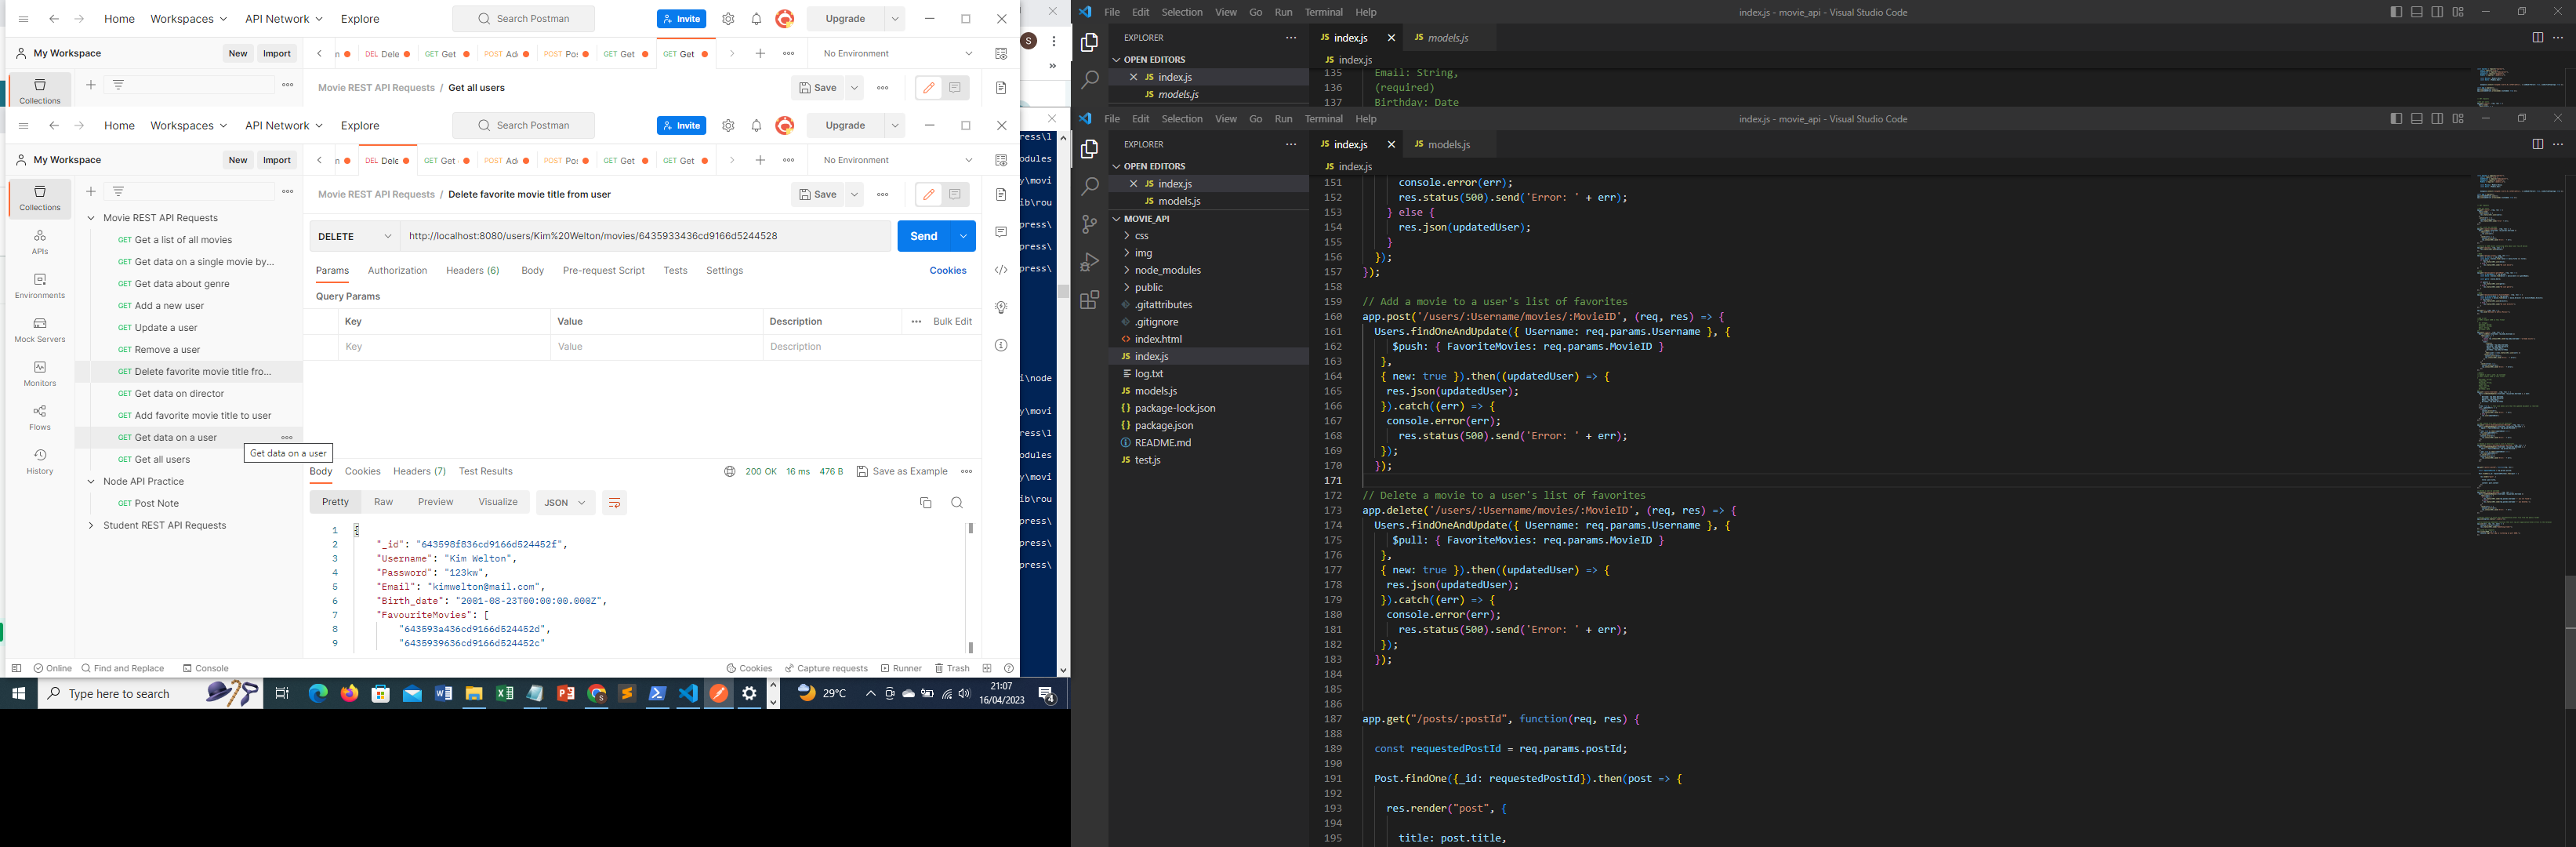 Home Workspaces API Network Explore Search Postman Invite Upgrade
My Workspace New Import DEL Dele GET Get POST Ad POST Pos GET Get GET Get No Environment
Collections Movie REST API Requests / Get all users Save
Home Workspaces API Network Explore Search Postman Invite Upgrade
My Workspace New Import DEL Dele GET Get POST Ad POST Pos GET Get GET Get No Environment
Movie REST API Requests / Delete favorite movie title from user Save
Collections
APIs
Environments
Mock Servers
Monitors
Flows
History
Movie REST API Requests
GET Get a list of all movies
GET Get data on a single movie by...
GET Get data about genre
GET Add a new user
GET Update a user
GET Remove a user
GET Delete favorite movie title fro...
GET Get data on director
GET Add favorite movie title to user
GET Get data on a user
Get data on a user
GET Get all users
Node API Practice
GET Post Note
Student REST API Requests
DELETE http://localhost:8080/users/Kim%20Welton/movies/6435933436cd9166d5244528 Send
Params Authorization Headers (6) Body Pre-request Script Tests Settings Cookies
Query Params
Key Value Description Bulk Edit
Key Value Description
Body Cookies Headers (7) Test Results 200 OK 16 ms 476 B Save as Example
Pretty Raw Preview Visualize JSON
1 {
2 "_id": "643598f836cd9166d524452f",
3 "Username": "Kim Welton",
4 "Password": "123kw",
5 "Email": "kimwelton@mail.com",
6 "Birth_date": "2001-08-23T00:00:00.000Z",
7 "FavouriteMovies": [
8 "643593a436cd9166d524452d",
9 "6435939636cd9166d524452c"
Online Find and Replace Console Cookies Capture requests Runner Trash
Type here to search 29°C 21:07
16/04/2023 4
S
press\l
odules
y\movi
ib\rou
press\
press\
press\
i\node
y\movi
ress\l
odules
y\movi
ib\rou
press\
press\
press\
File Edit Selection View Go Run Terminal Help index.js - movie_api - Visual Studio Code
EXPLORER JS index.js JS models.js
OPEN EDITORS JS index.js
JS index.js
JS models.js
135 Email: String,
136 (required)
137 Birthday: Date
File Edit Selection View Go Run Terminal Help index.js - movie_api - Visual Studio Code
EXPLORER JS index.js JS models.js
OPEN EDITORS JS index.js
JS index.js
JS models.js
MOVIE_API
css
img
node_modules
public
.gitattributes
.gitignore
index.html
JS index.js
log.txt
JS models.js
{} package-lock.json
{} package.json
README.md
JS test.js
151 console.error(err);
152 res.status(500).send('Error: ' + err);
153 } else {
154 res.json(updatedUser);
155 }
156 });
157 });
158
159 // Add a movie to a user's list of favorites
160 app.post('/users/:Username/movies/:MovieID', (req, res) => {
161 Users.findOneAndUpdate({ Username: req.params.Username }, {
162 $push: { FavoriteMovies: req.params.MovieID }
163 },
164 { new: true }).then((updatedUser) => {
165 res.json(updatedUser);
166 }).catch((err) => {
167 console.error(err);
168 res.status(500).send('Error: ' + err);
169 });
170 });
171
172 // Delete a movie to a user's list of favorites
173 app.delete('/users/:Username/movies/:MovieID', (req, res) => {
174 Users.findOneAndUpdate({ Username: req.params.Username }, {
175 $pull: { FavoriteMovies: req.params.MovieID }
176 },
177 { new: true }).then((updatedUser) => {
178 res.json(updatedUser);
179 }).catch((err) => {
180 console.error(err);
181 res.status(500).send('Error: ' + err);
182 });
183 });
184
185
186
187 app.get("/posts/:postId", function(req, res) {
188
189 const requestedPostId = req.params.postId;
190
191 Post.findOne({_id: requestedPostId}).then(post => {
192
193 res.render("post", {
194
195 title: post.title,